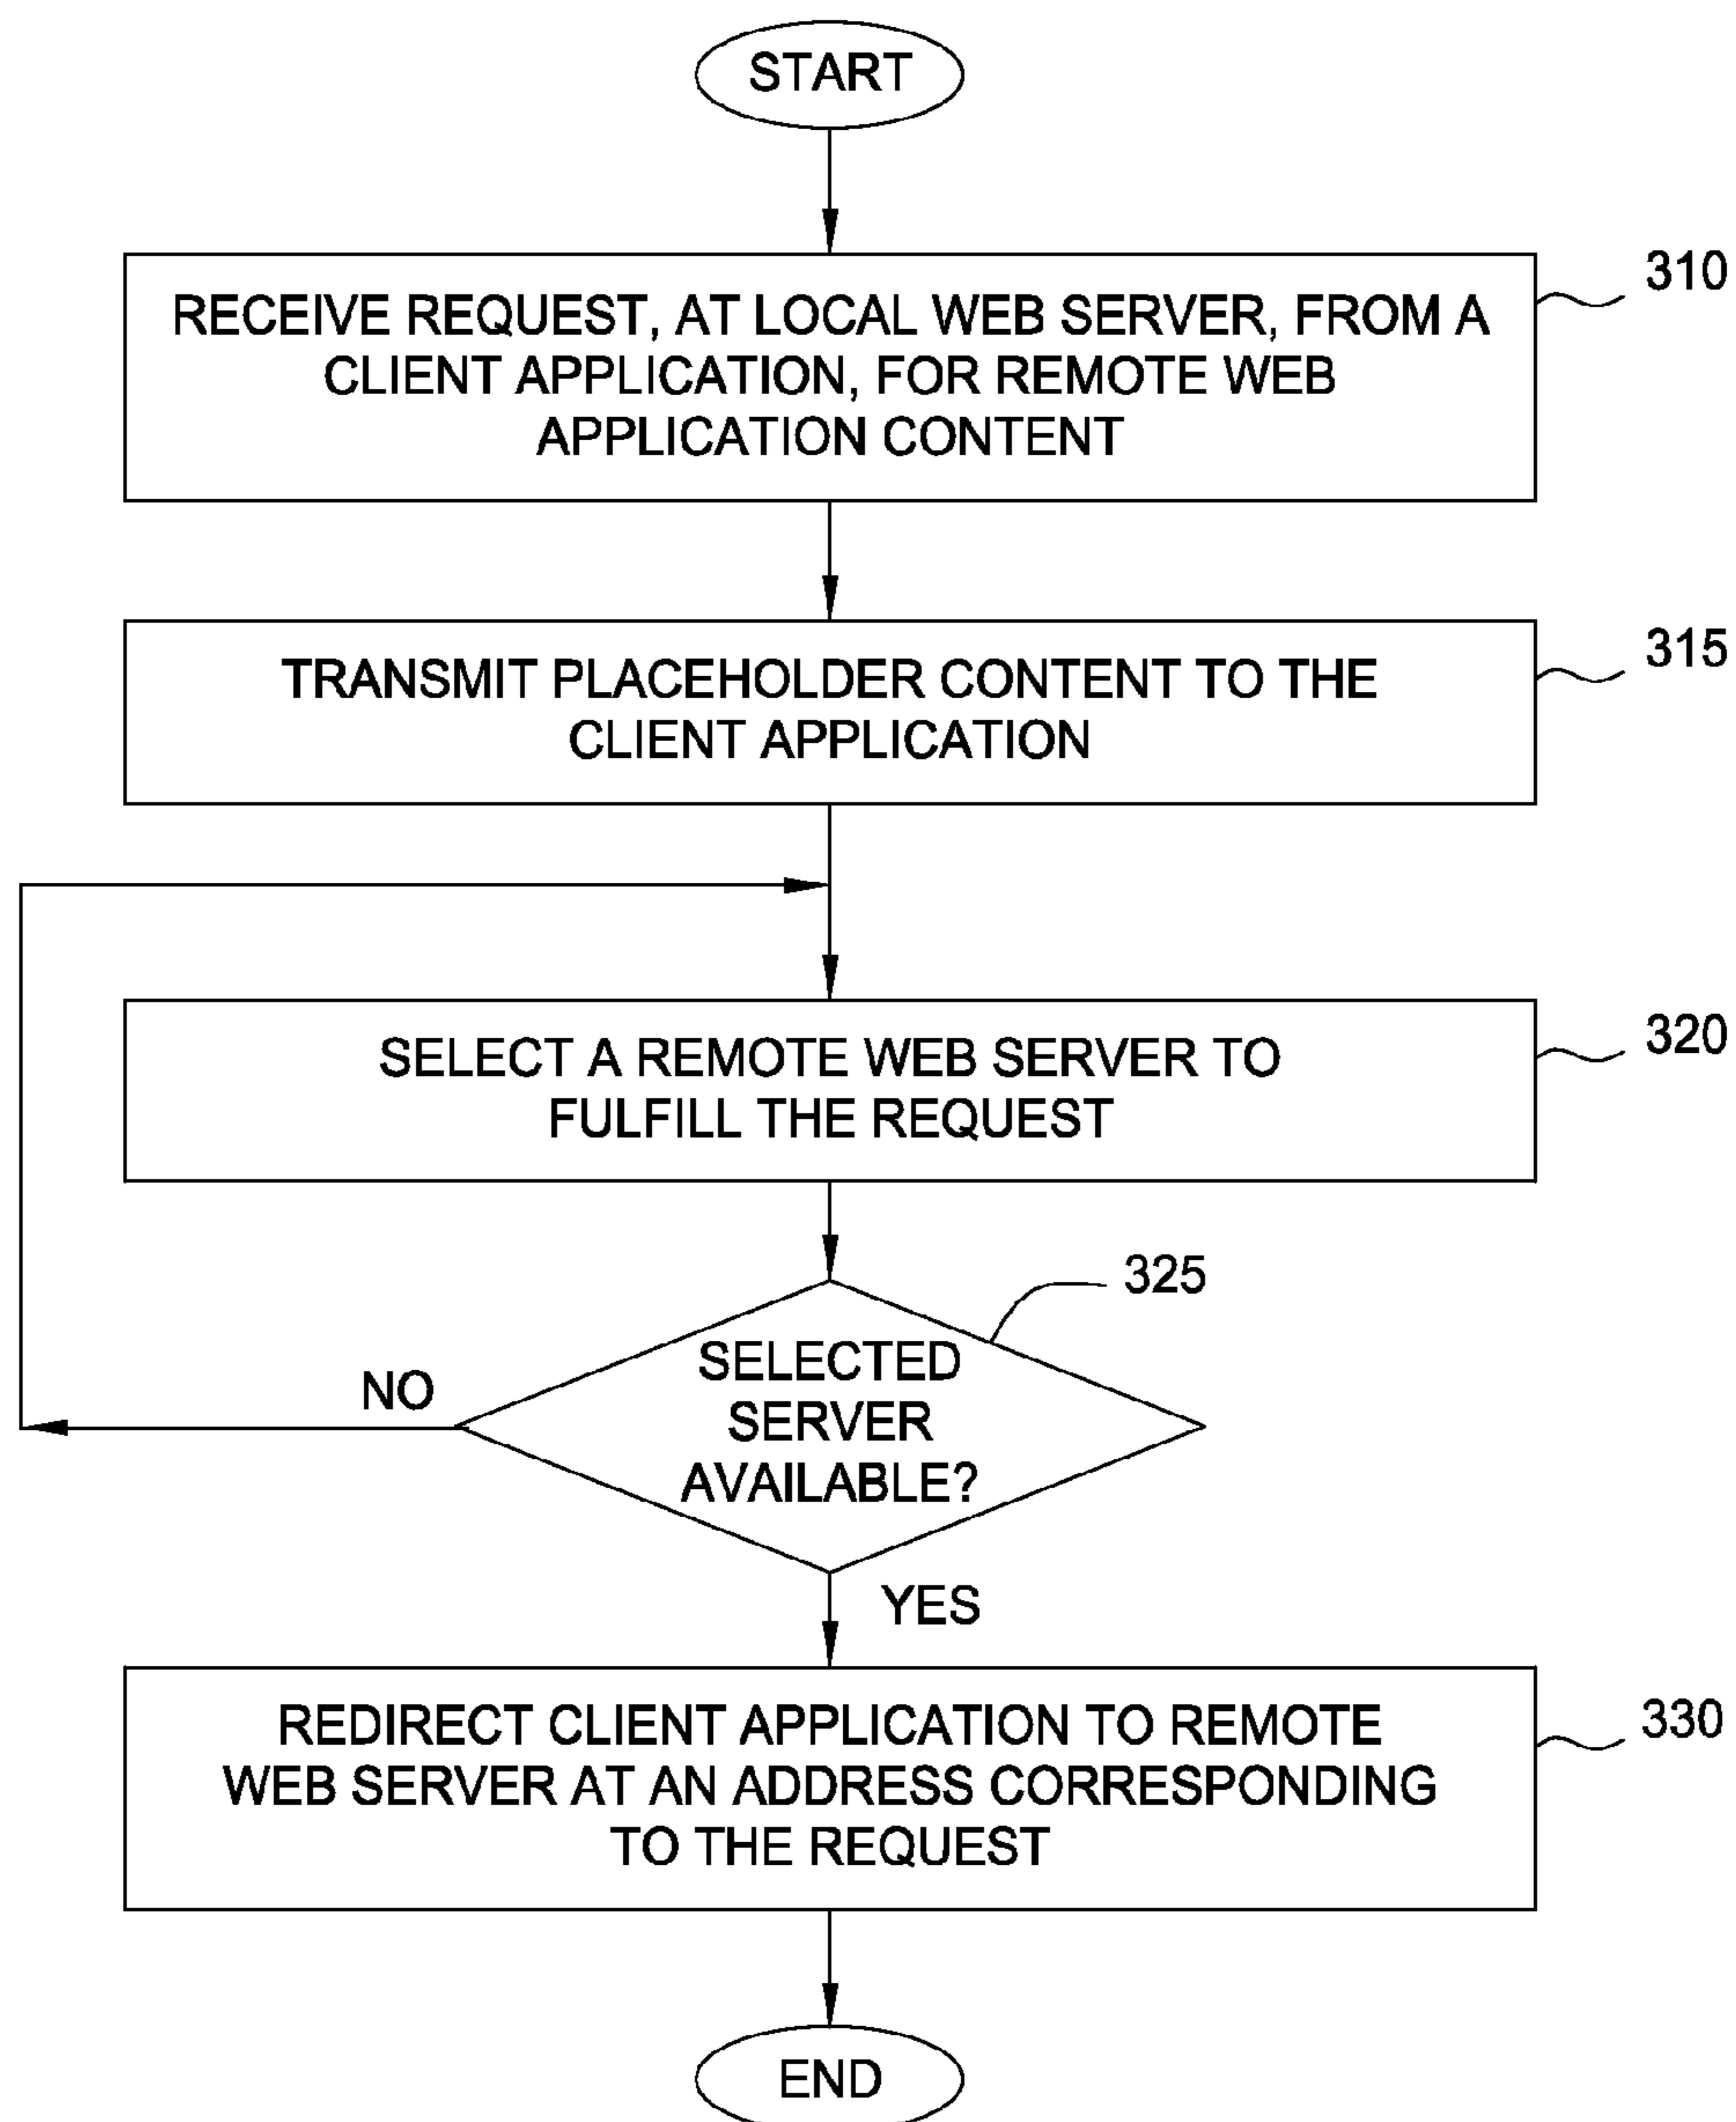 START
310
RECEIVE REQUEST, AT LOCAL WEB SERVER, FROM A
CLIENT APPLICATION, FOR REMOTE WEB
APPLICATION CONTENT
315
TRANSMIT PLACEHOLDER CONTENT TO THE
CLIENT APPLICATION
320
SELECT A REMOTE WEB SERVER TO
FULFILL THE REQUEST
325
SELECTED
SERVER
AVAILABLE?
NO
YES
330
REDIRECT CLIENT APPLICATION TO REMOTE
WEB SERVER AT AN ADDRESS CORRESPONDING
TO THE REQUEST
END